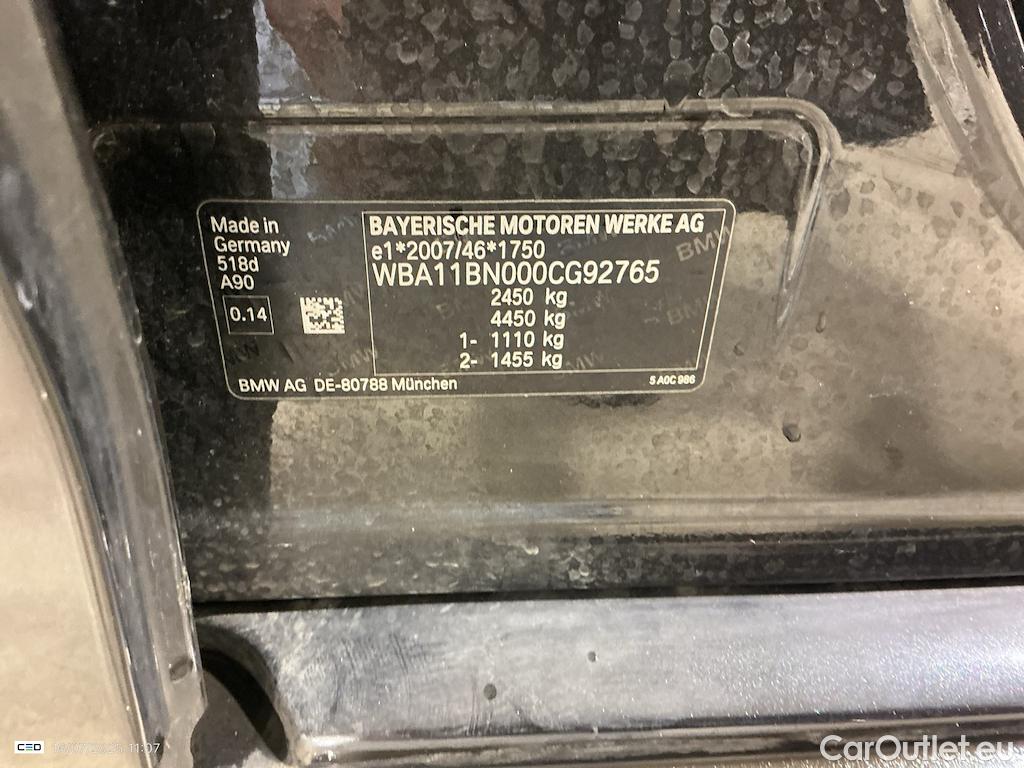 Made in
Germany
518d
A90
0.14
BAYERISCHE MOTOREN WERKE AG
e1*2007/46*1750
WBA11BN000CG92765
2450 kg
4450 kg
1- 1110 kg
2- 1455 kg
BMW AG DE-80788 München
5 A0C 986
BMW
CarOutlet.eu